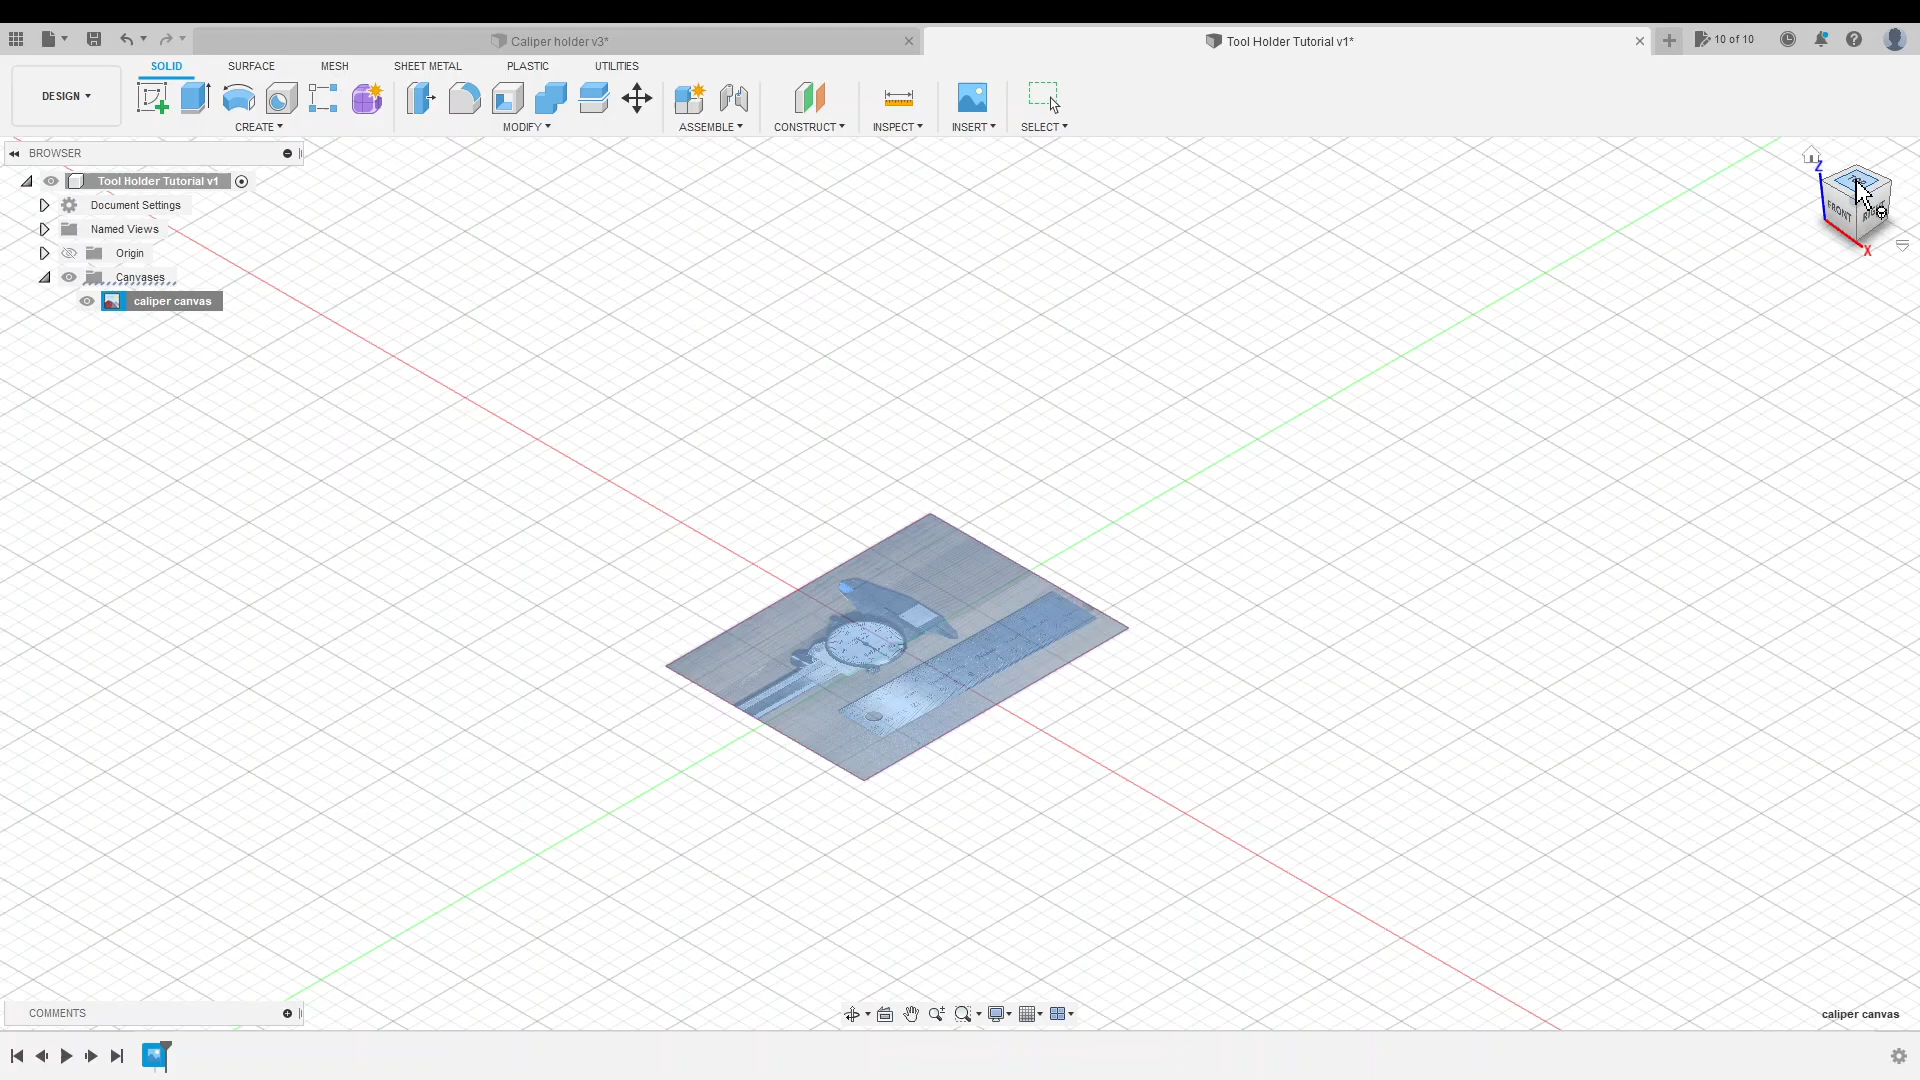 Caliper holder v3*
Tool Holder Tutorial v1*
10 of 10
DESIGN
SOLID
SURFACE
MESH
SHEET METAL
PLASTIC
UTILITIES
CREATE
MODIFY
ASSEMBLE
CONSTRUCT
INSPECT
INSERT
SELECT
BROWSER
Tool Holder Tutorial v1
Document Settings
Named Views
Origin
Canvases
caliper canvas
Z
FRONT
X
COMMENTS
caliper canvas